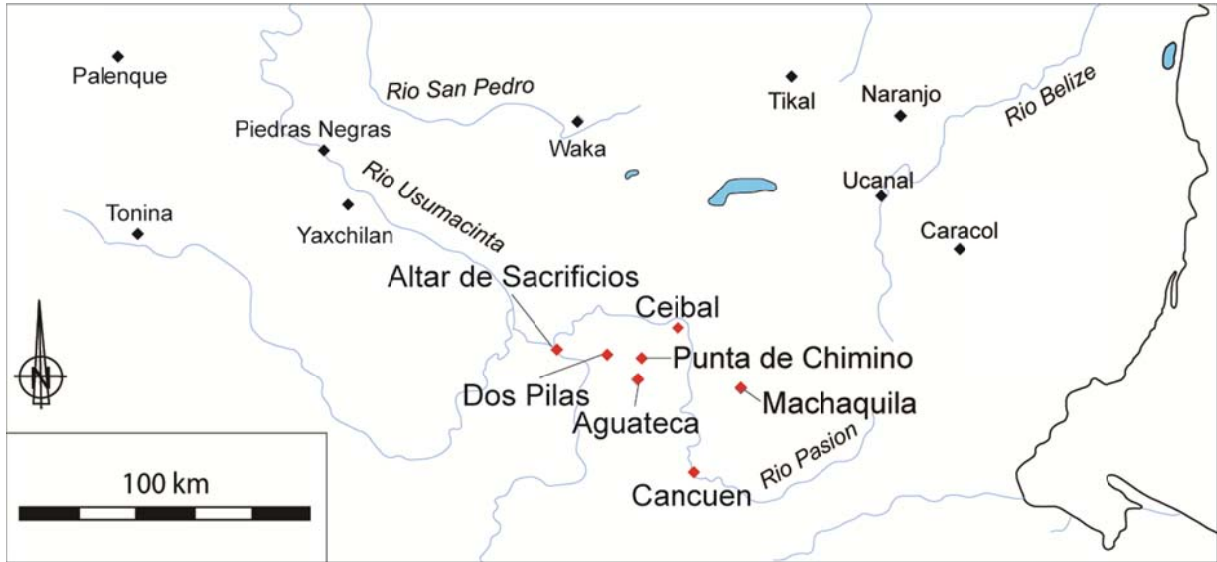 Palenque
Rio San Pedro
Tikal
Naranjo
Rio Belize
Piedras Negras
Waka
Rio Usumacinta
Ucanal
Tonina
Yaxchilan
Caracol
Altar de Sacrificios
Ceibal
Punta de Chimino
Dos Pilas
Machaquila
Aguateca
Rio Pasion
Cancuen
N
100 km